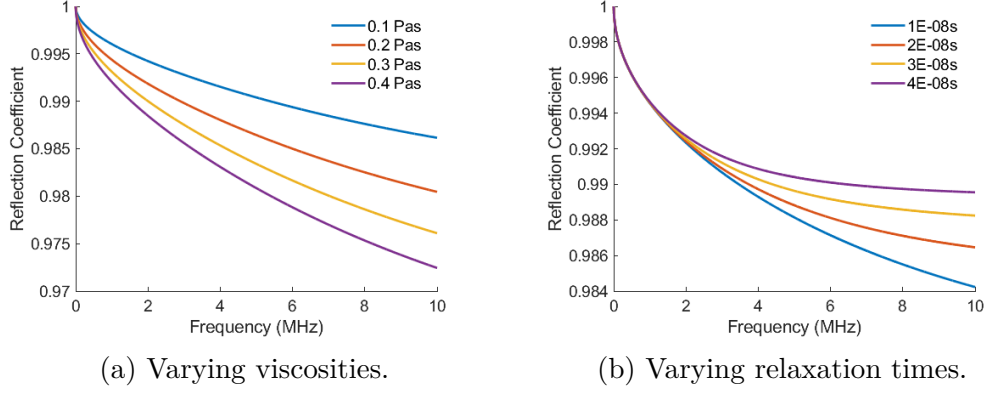 1
0.995
0.99
0.985
0.98
0.975
0.97
0 2 4 6 8 10
Reflection Coefficient
Frequency (MHz)
0.1 Pas
0.2 Pas
0.3 Pas
0.4 Pas
(a) Varying viscosities.
1
0.998
0.996
0.994
0.992
0.99
0.988
0.986
0.984
0 2 4 6 8 10
Reflection Coefficient
Frequency (MHz)
1E-08s
2E-08s
3E-08s
4E-08s
(b) Varying relaxation times.